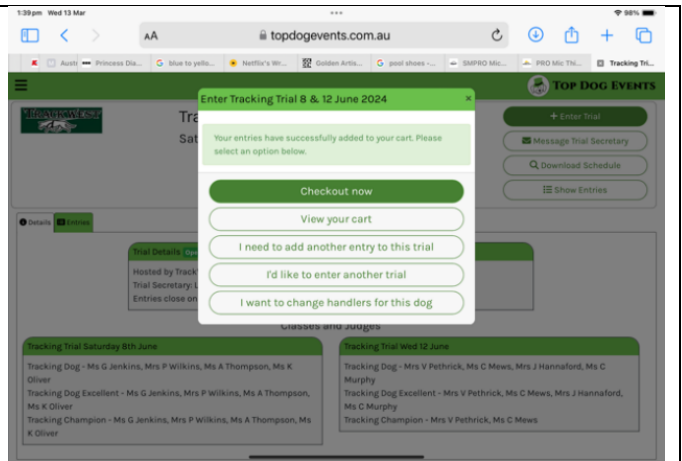 1:39 pm Wed 13 Mar
98%
AA
topdogevents.com.au
Austr
Princess Dia...
blue to yello...
Netflix's Wr...
Golden Artis...
pool shoes -...
SMPRO Mic...
PRO Mic Thi...
Tracking Tri...
TOP DOG EVENTS
TRACKWEST
Tra
Sat
+ Enter Trial
Message Trial Secretary
Download Schedule
Show Entries
Enter Tracking Trial 8 & 12 June 2024
×
Your entries have successfully added to your cart. Please
select an option below.
Checkout now
View your cart
I need to add another entry to this trial
I'd like to enter another trial
I want to change handlers for this dog
Details
Entries
Trial Details
Hosted by Track
Trial Secretary: L
Entries close on
Classes and Judges
Tracking Trial Saturday 8th June
Tracking Dog - Ms G Jenkins, Mrs P Wilkins, Ms A Thompson, Ms K
Oliver
Tracking Dog Excellent - Ms G Jenkins, Mrs P Wilkins, Ms A Thompson,
Ms K Oliver
Tracking Champion - Ms G Jenkins, Mrs P Wilkins, Ms A Thompson, Ms
K Oliver
Tracking Trial Wed 12 June
Tracking Dog - Mrs V Pethrick, Ms C Mews, Mrs J Hannaford, Ms C
Murphy
Tracking Dog Excellent - Mrs V Pethrick, Ms C Mews, Mrs J Hannaford,
Ms C Murphy
Tracking Champion - Mrs V Pethrick, Ms C Mews